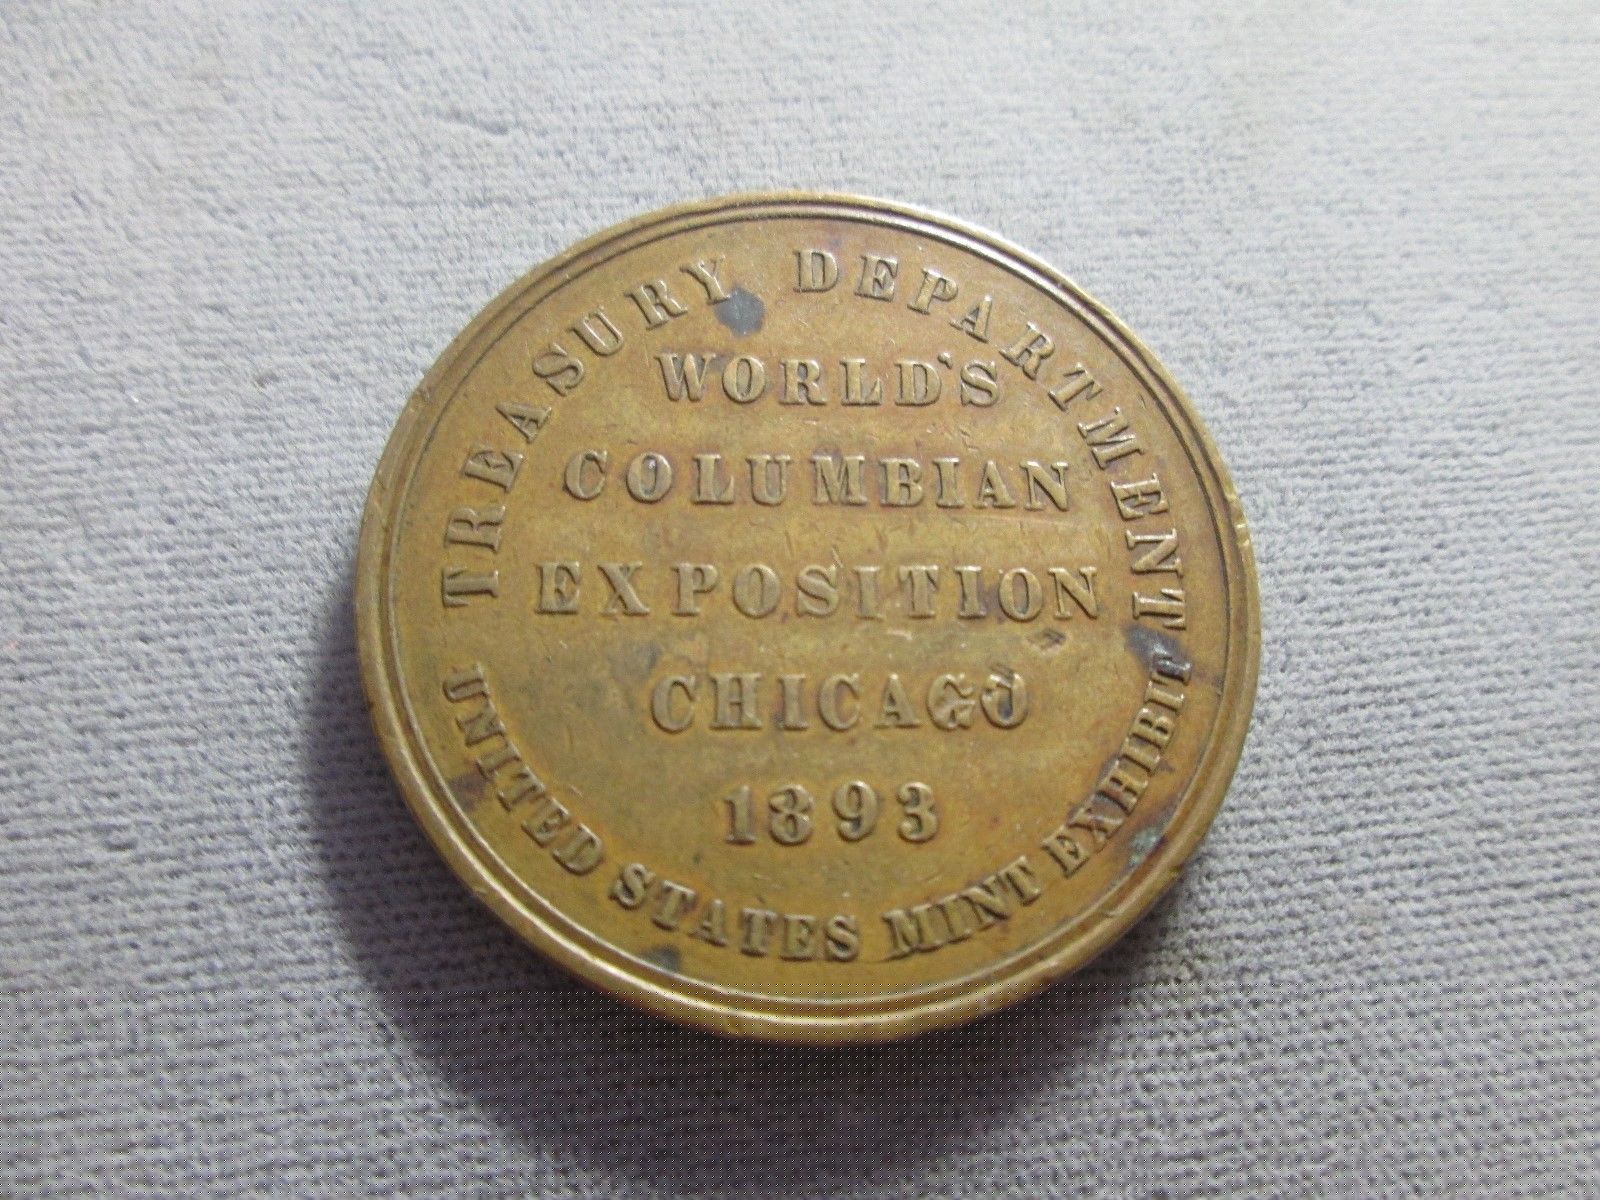 TREASURY DEPARTMENT
WORLD'S
COLUMBIAN
EXPOSITION
CHICAGO
1893
UNITED STATES MINT EXHIBIT